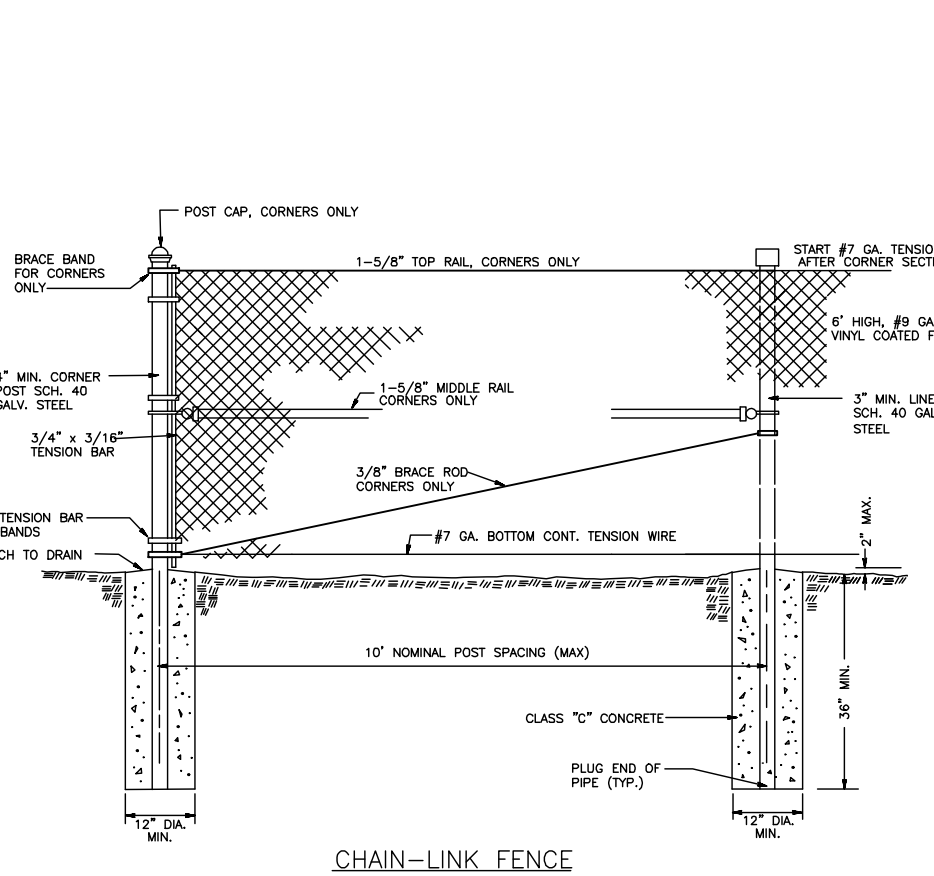 POST CAP, CORNERS ONLY
BRACE BAND
FOR CORNERS
ONLY
1-5/8" TOP RAIL, CORNERS ONLY
START #7 GA.
AFTER CORNER
6' HIGH, #9 GA
VINYL COATED
4" MIN. CORNER
POST SCH. 40
GALV. STEEL
1-5/8" MIDDLE RAIL
CORNERS ONLY
3" MIN. LINE
SCH. 40
STEEL
3/4" x 3/16"
TENSION BAR
3/8" BRACE ROD
CORNERS ONLY
TENSION BAR
BANDS
#7 GA. BOTTOM CONT. TENSION WIRE
2" MAX.
TO DRAIN
10' NOMINAL POST SPACING (MAX)
36" MIN.
CLASS "C" CONCRETE
PLUG END OF
PIPE (TYP.)
12" DIA.
MIN.
12" DIA.
MIN.
CHAIN-LINK FENCE